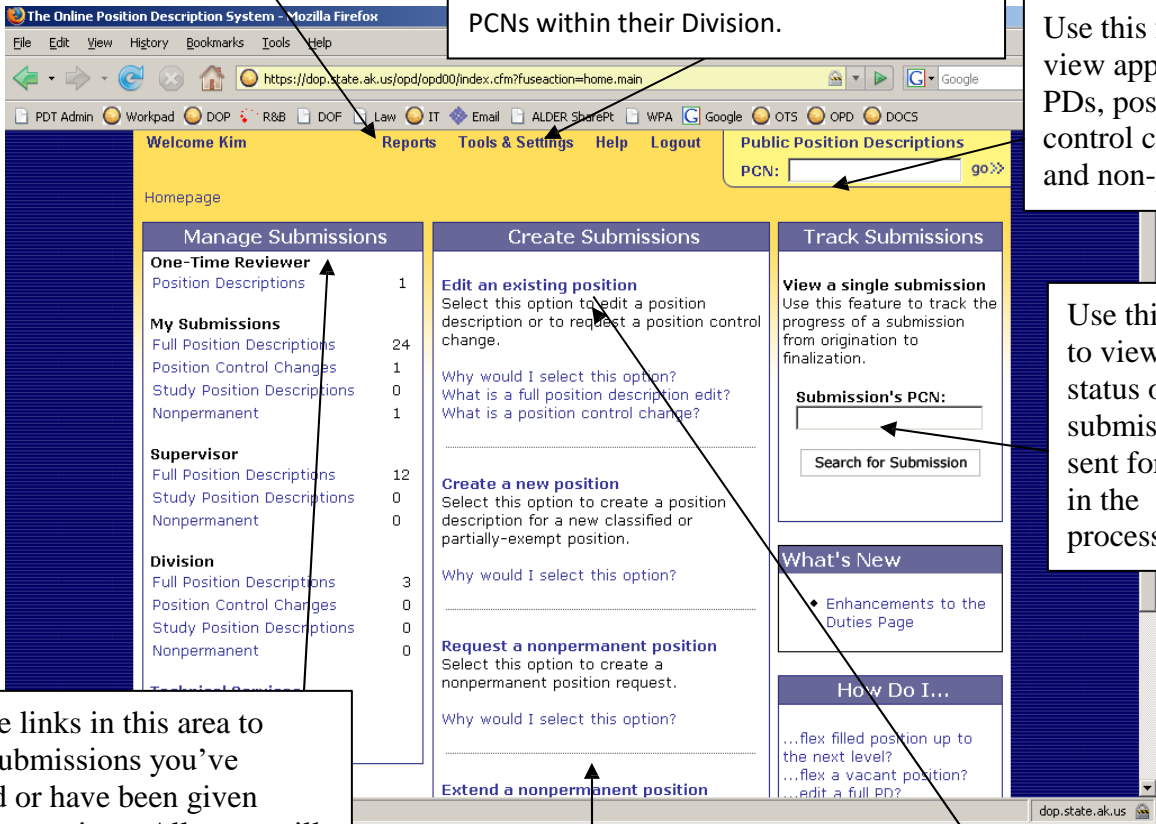 The Online Position Description System - Mozilla Firefox
PCNs within their Division.
File Edit View History Bookmarks Tools Help
https://dop.state.ak.us/opd/opd00/index.cfm?fuseaction=home.main
Google
PDT Admin Workpad DOP R&B DOF Law IT Email ALDER SharePt WPA Google OTS OPD DOCS
Use this
view
PDs,
control
and
Welcome Kim Reports Tools & Settings Help Logout
Public Position Descriptions
PCN: go
Homepage
Manage Submissions
One-Time Reviewer
Position Descriptions 1
My Submissions
Full Position Descriptions 24
Position Control Changes 1
Study Position Descriptions 0
Nonpermanent 1
Supervisor
Full Position Descriptions 12
Study Position Descriptions 0
Nonpermanent 0
Division
Full Position Descriptions 3
Position Control Changes 0
Study Position Descriptions 0
Nonpermanent 0
Technical Services
links in this area to
you've
or have been given
Create Submissions
Edit an existing position
Select this option to edit a position
description or to request a position control
change.
Why would I select this option?
What is a full position description edit?
What is a position control change?
Create a new position
Select this option to create a position
description for a new classified or
partially-exempt position.
Why would I select this option?
Request a nonpermanent position
Select this option to create a
nonpermanent position request.
Why would I select this option?
Extend a nonpermanent position
Track Submissions
View a single submission
Use this feature to track the
progress of a submission
from origination to
finalization.
Submission's PCN:
Search for Submission
What's New
Enhancements to the
Duties Page
How Do I...
...flex filled position up to
the next level?
...flex a vacant position?
...edit a full PD?
Use
to view
status
sent
in the
process
dop.state.ak.us